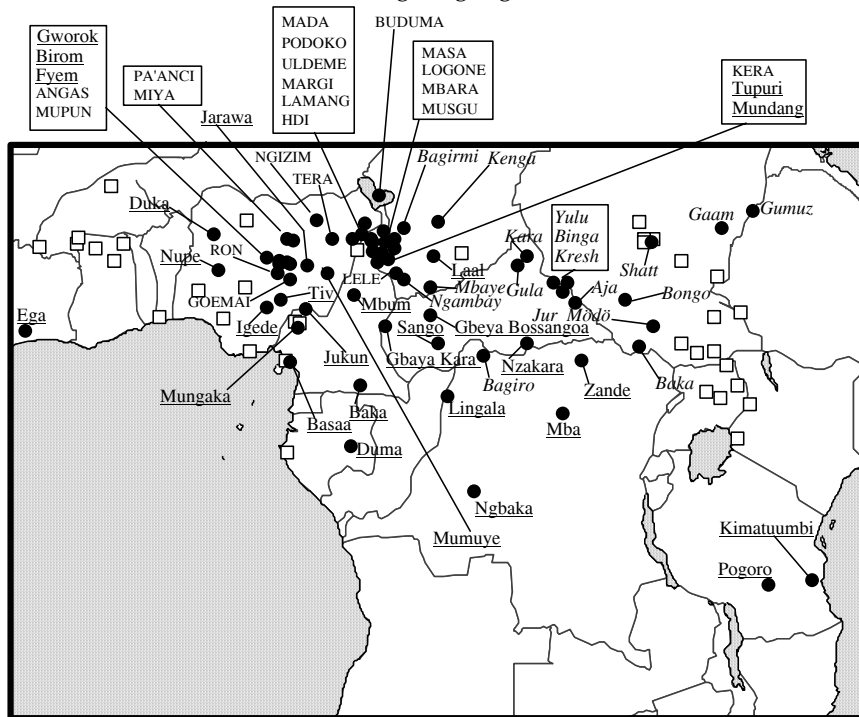 Gworok
Birom
Fyem
ANGAS
MUPUN
PA'ANCI
MIYA
Jarawa
MADA
PODOKO
ULDEME
MARGI
LAMANG
HDI
BUDUMA
MASA
LOGONE
MBARA
MUSGU
KERA
Tupuri
Mundang
NGIZIM
TERA
Bagirmi
Kenga
Duka
Nupe
RON
GOEMAI
Tiv
Igede
Ega
Jukun
Mungaka
Basaa
LELE
Mbum
Laal
Mbaye
Ngambay
Kara
Gula
Yulu
Binga
Kresh
Aja
Gaam
Gumuz
Shatt
Bongo
Jur Mödö
Gbeya Bossangoa
Sango
Gbaya Kara
Bagiro
Nzakara
Zande
Baka
Baka
Lingala
Mba
Duma
Ngbaka
Mumuye
Kimatuumbi
Pogoro